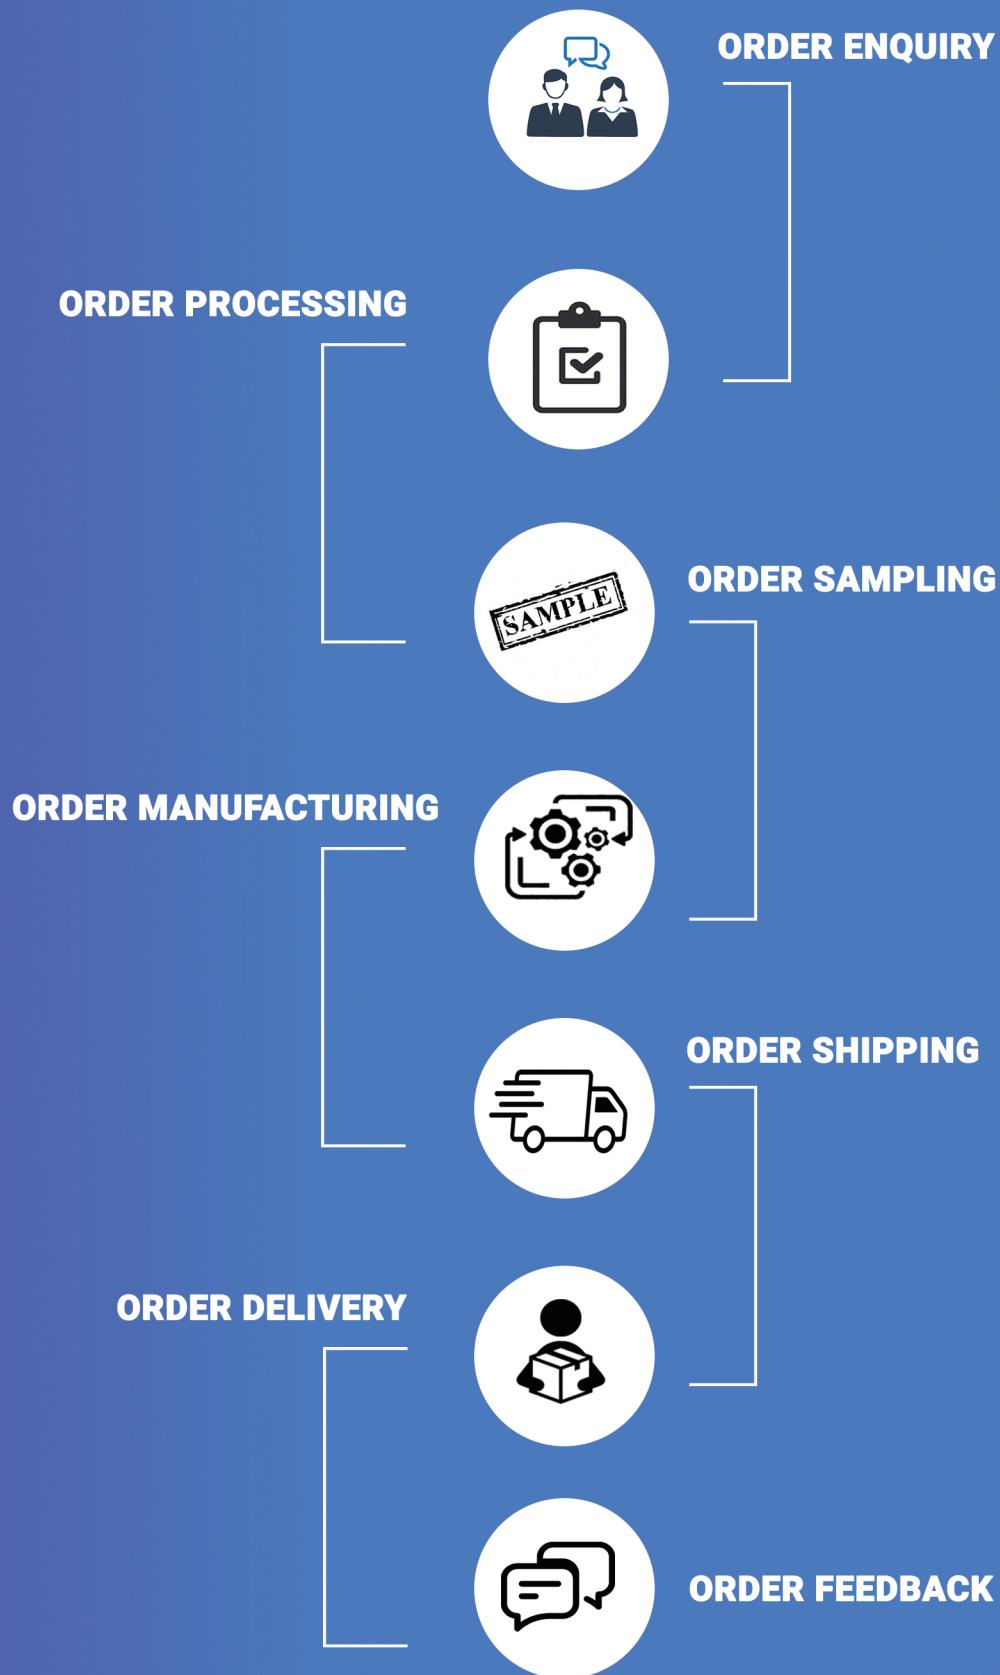 ORDER ENQUIRY
ORDER PROCESSING
SAMPLE
ORDER SAMPLING
ORDER MANUFACTURING
ORDER SHIPPING
ORDER DELIVERY
ORDER FEEDBACK